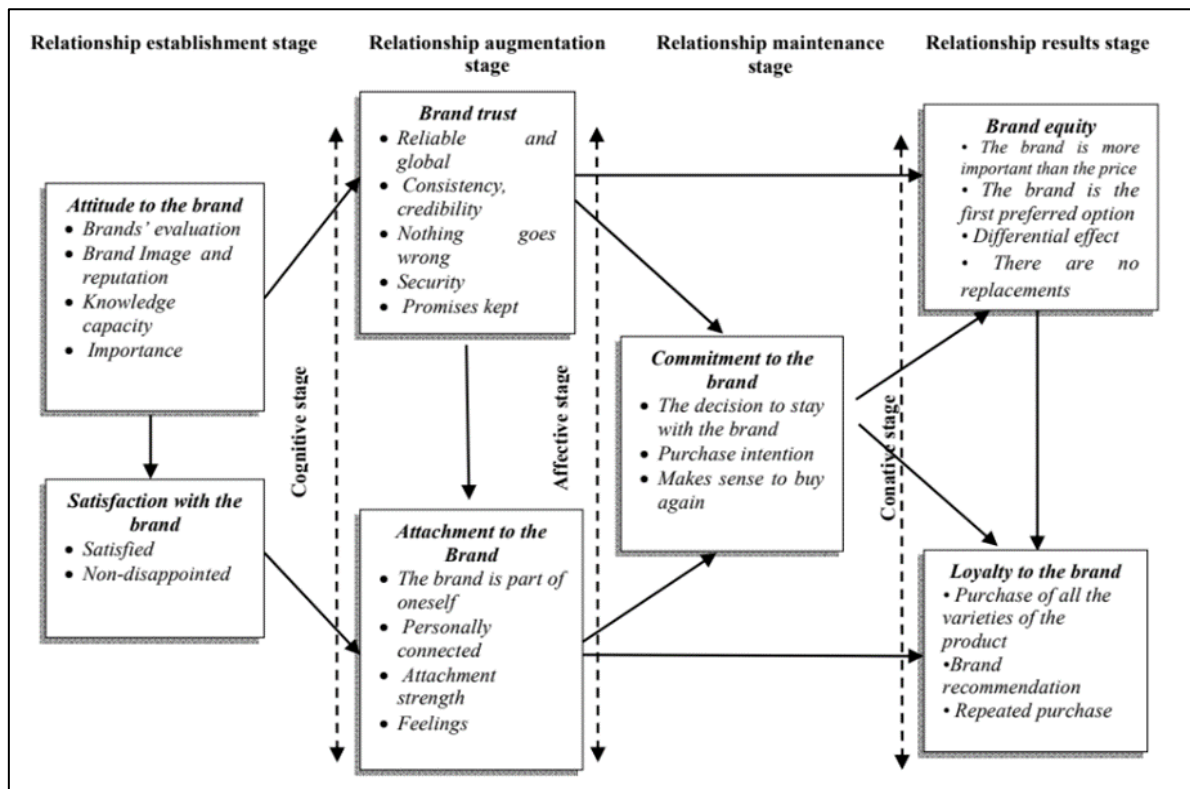 Relationship establishment stage
Relationship augmentation
stage
Relationship maintenance
stage
Relationship results stage
Attitude to the brand
• Brands' evaluation
• Brand Image and
reputation
• Knowledge
capacity
• Importance
Satisfaction with the
brand
• Satisfied
• Non-disappointed
Cognitive stage
Brand trust
• Reliable and
global
• Consistency,
credibility
• Nothing goes
wrong
• Security
• Promises kept
Attachment to the
Brand
• The brand is part of
oneself
• Personally
connected
• Attachment
strength
• Feelings
Affective stage
Commitment to the
brand
• The decision to stay
with the brand
• Purchase intention
• Makes sense to buy
again
Conative stage
Brand equity
• The brand is more
important than the price
• The brand is the
first preferred option
• Differential effect
• There are no
replacements
Loyalty to the brand
• Purchase of all the
varieties of the
product
•Brand
recommendation
• Repeated purchase